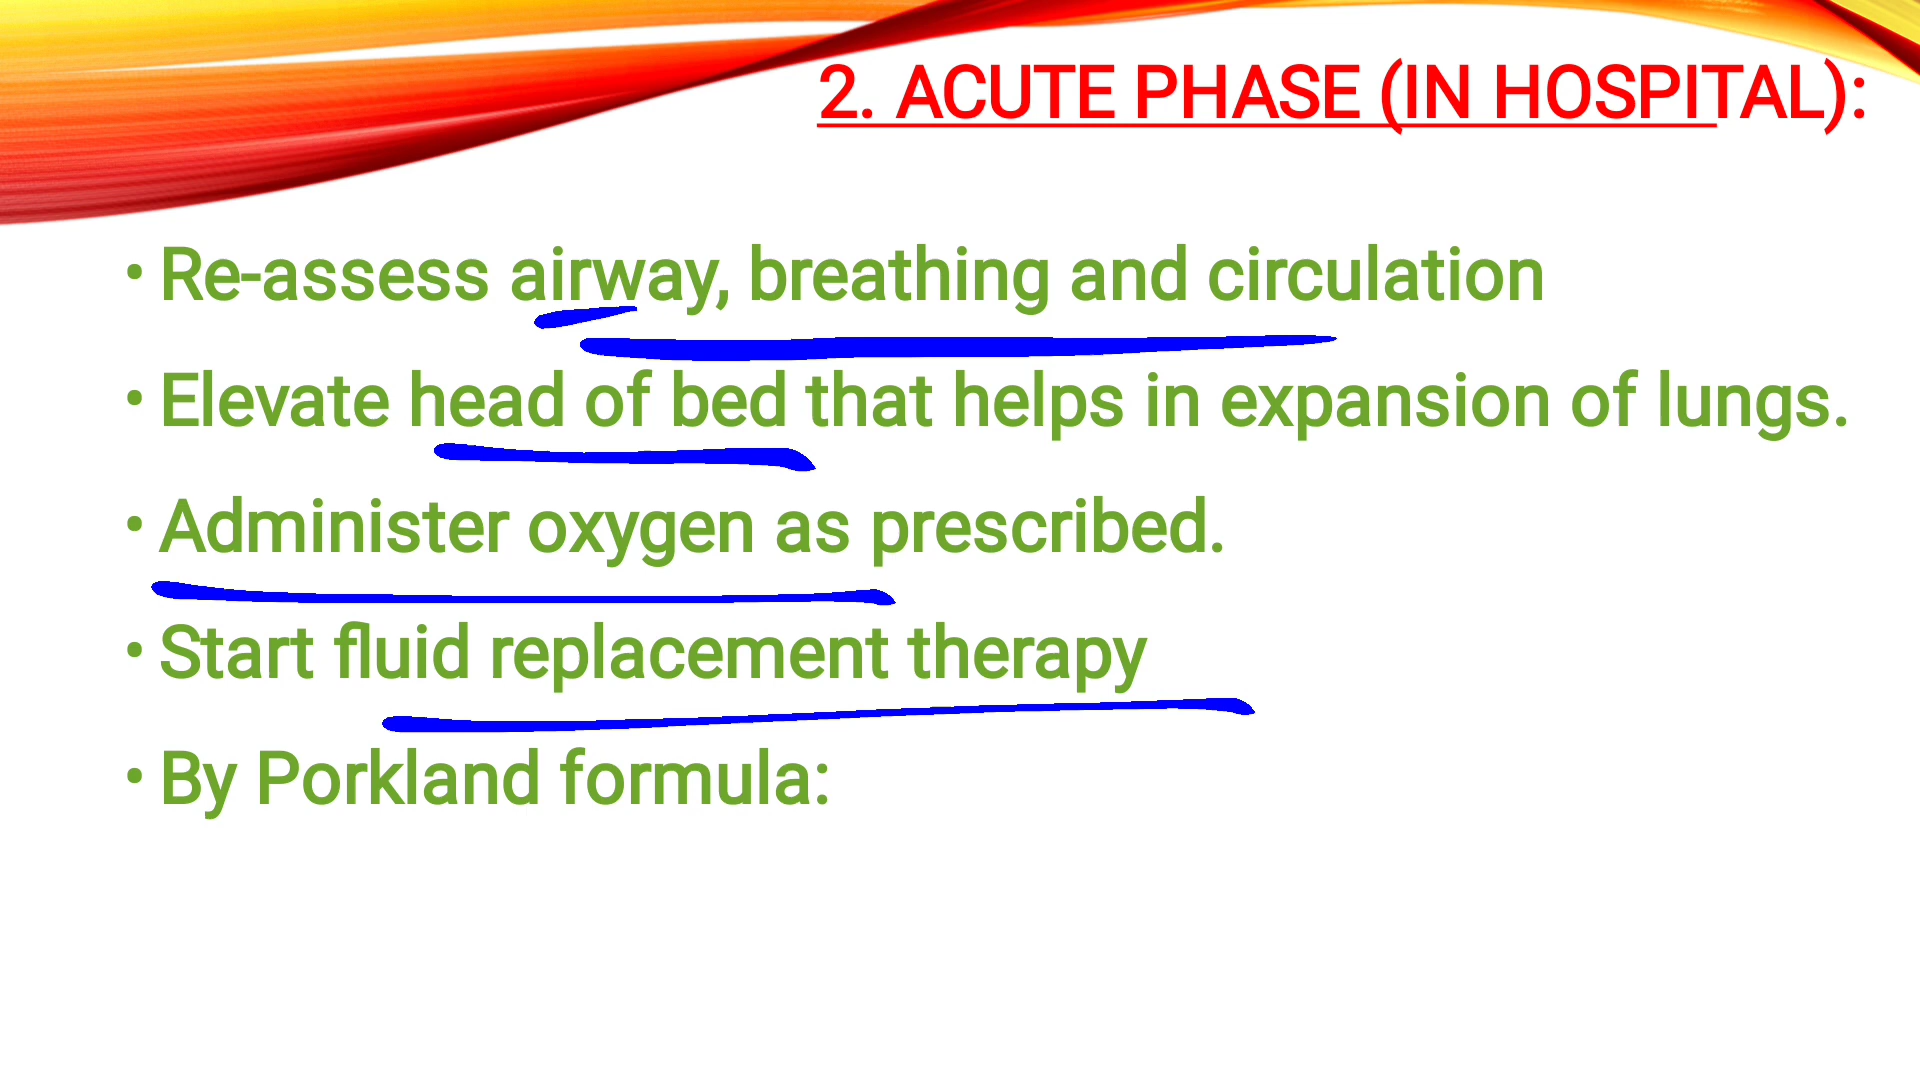 2. ACUTE PHASE (IN HOSPITAL):
• Re-assess airway, breathing and circulation
• Elevate head of bed that helps in expansion of lungs.
• Administer oxygen as prescribed.
• Start fluid replacement therapy
• By Porkland formula: